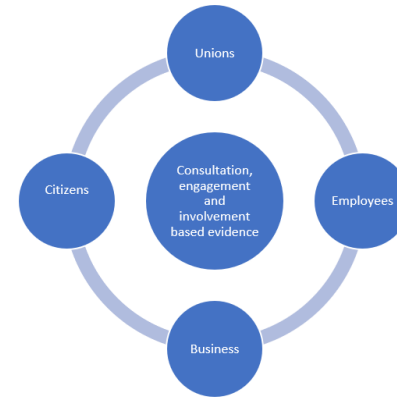 Unions
Citizens
Consultation,
engagement
and
involvement
based evidence
Employees
Business